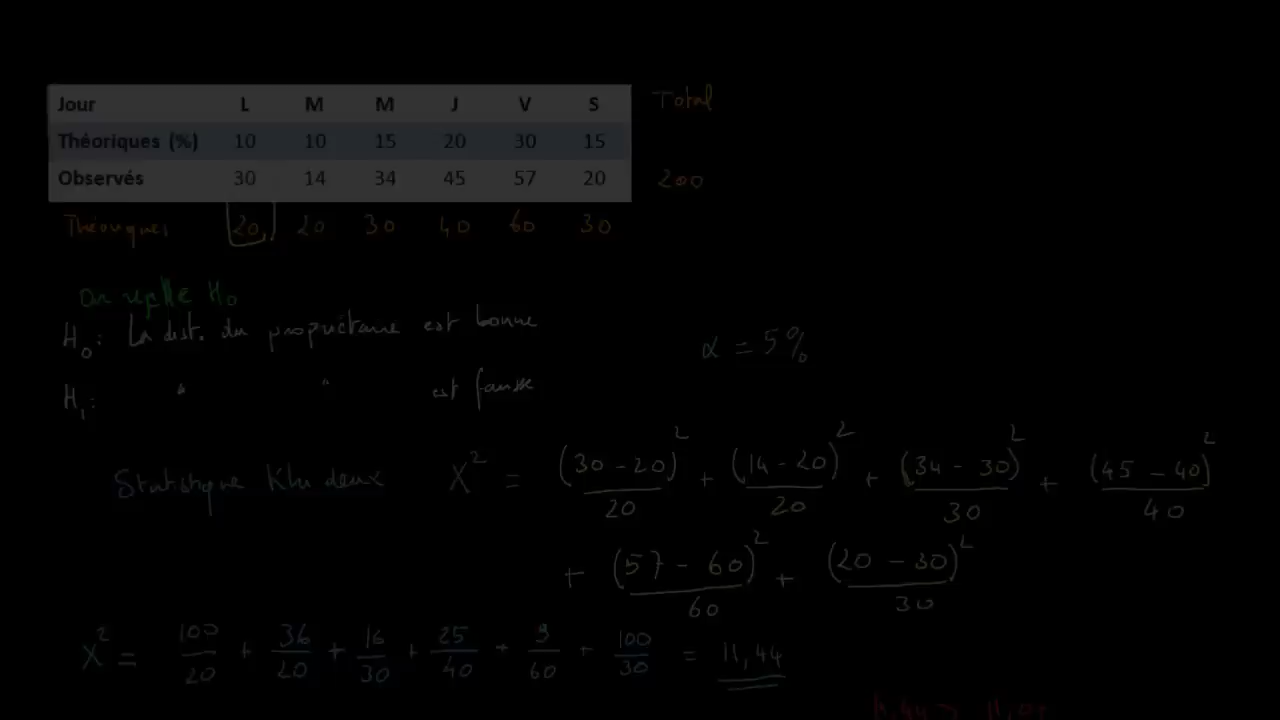 Jour L M M J V S Total
Théoriques (%) 10 10 15 20 30 15
Observés 30 14 34 45 57 20 200
Théoriques 20 20 30 40 60 30
on rejette H0
H0: La dist. du propriétaire est bonne
α = 5%
H1: " " est fausse
Statistique Khi deux X² = (30 - 20)²/20 + (14 - 20)²/20 + (34 - 30)²/30 + (45 - 40)²/40
+ (57 - 60)²/60 + (20 - 30)²/30
X² = 100/20 + 36/20 + 16/30 + 25/40 + 9/60 + 100/30 = 11,44